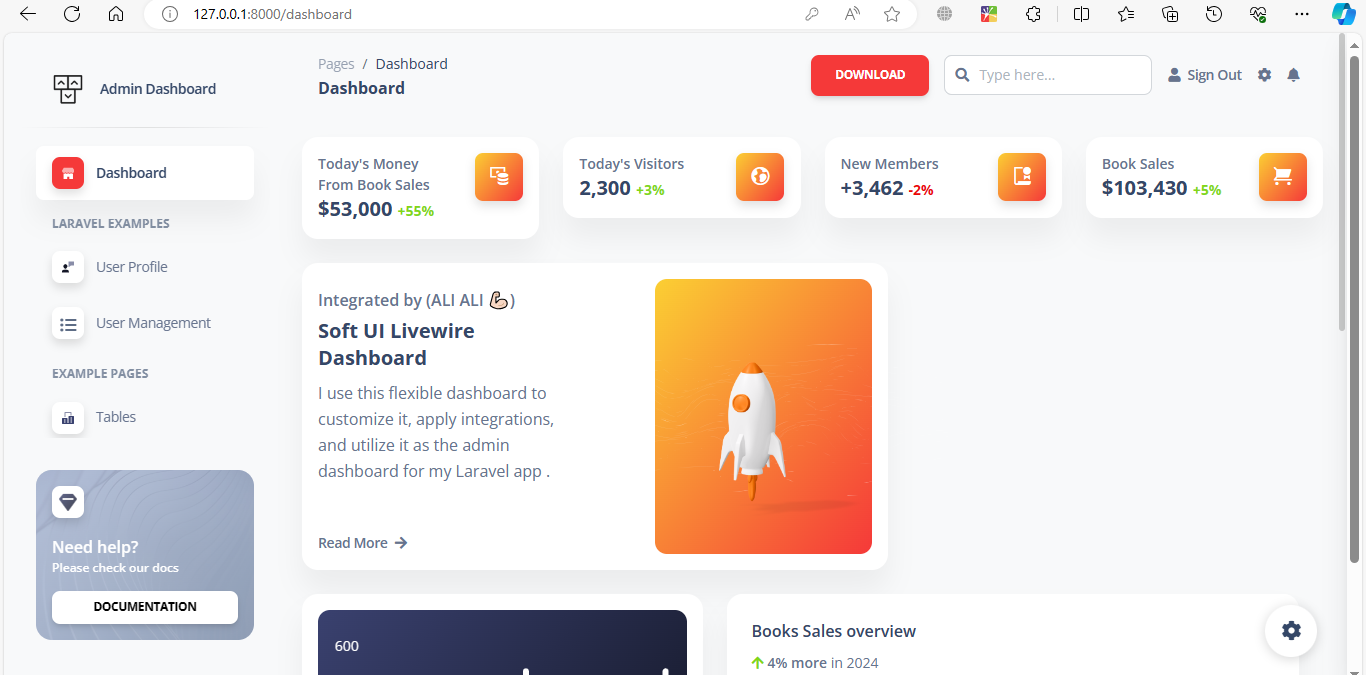 127.0.0.1:8000/dashboard
Admin Dashboard
Dashboard
LARAVEL EXAMPLES
User Profile
User Management
EXAMPLE PAGES
Tables
Need help?
Please check our docs
DOCUMENTATION
Pages / Dashboard
Dashboard
DOWNLOAD
Type here...
Sign Out
Today's Money
From Book Sales
$53,000 +55%
Today's Visitors
2,300 +3%
New Members
+3,462 -2%
Book Sales
$103,430 +5%
Integrated by (ALI ALI 💪🏻)
Soft UI Livewire
Dashboard
I use this flexible dashboard to
customize it, apply integrations,
and utilize it as the admin
dashboard for my Laravel app .
Read More
600
Books Sales overview
4% more in 2024